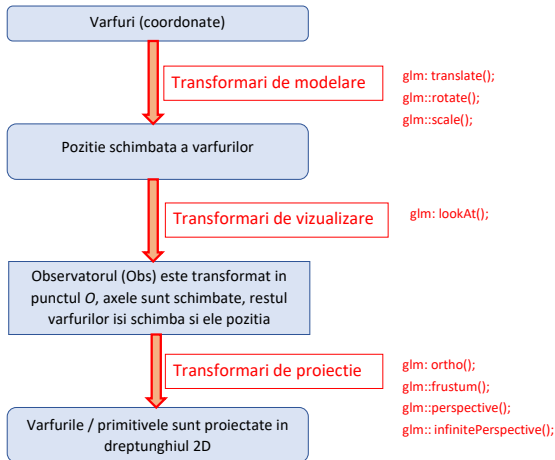 Varfuri (coordonate)
Transformari de modelare
glm: translate();
glm::rotate();
glm::scale();
Pozitie schimbata a varfurilor
Transformari de vizualizare
glm: lookAt();
Observatorul (Obs) este transformat in
punctul O, axele sunt schimbate, restul
varfurilor isi schimba si ele pozitia
Transformari de proiectie
glm: ortho();
glm::frustum();
glm::perspective();
glm:: infinitePerspective();
Varfurile / primitivele sunt proiectate in
dreptunghiul 2D